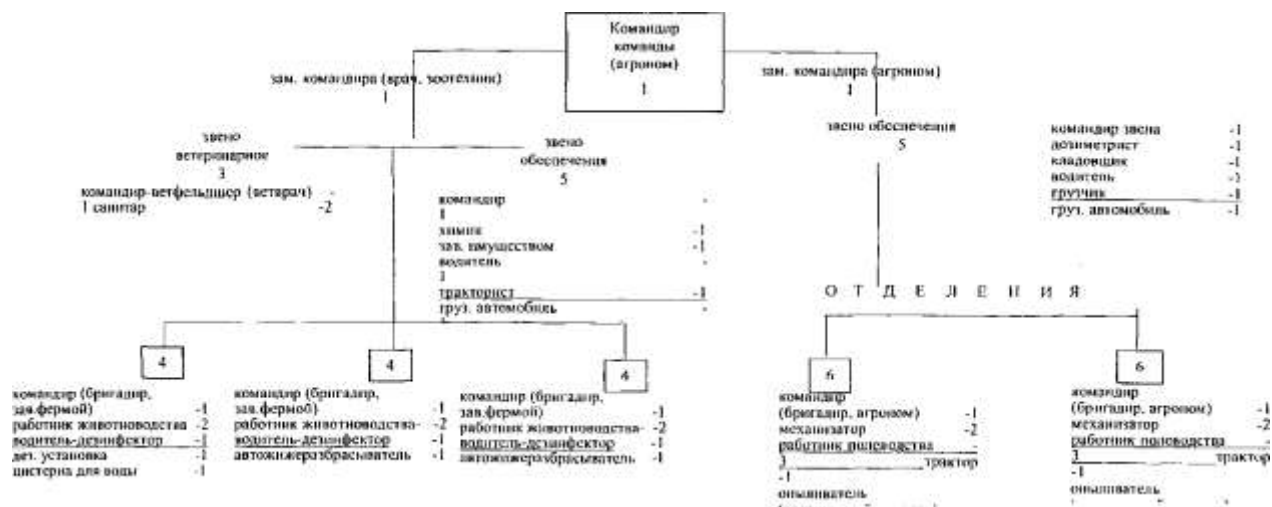 Командир
команды
(агроном)
1
зам. командира (врач, зоотехник)
1
зам. командира (агроном)
1
звено
ветеринарное
3
командир-ветфельдшер (ветврач) -
1 санитар -2
звено
обеспечения
5
командир -
1
химик -1
зав. имуществом -1
водитель -
1
тракторист -1
груз. автомобиль -
звено обеспечения
5
командир звена -1
дозиметрист -1
кладовщик -1
водитель -1
грузчик -1
груз. автомобиль -1
О Т Д Е Л Е Н И Я
4
командир (бригадир,
зав.фермой) -1
работник животноводства -2
водитель-дезинфектор -1
дез. установка -1
цистерна для воды -1
4
командир (бригадир,
зав.фермой) -1
работник животноводства- -2
водитель-дезинфектор -1
автожижеразбрасыватель -1
4
командир (бригадир,
зав.фермой) -1
работник животноводства- -2
водитель-дезинфектор -1
автожижеразбрасыватель -1
6
командир
(бригадир, агроном) -1
механизатор -2
работник полеводства -
3 трактор
-1
опыливатель
6
командир
(бригадир, агроном) -1
механизатор -2
работник полеводства -
3 трактор
-1
опыливатель